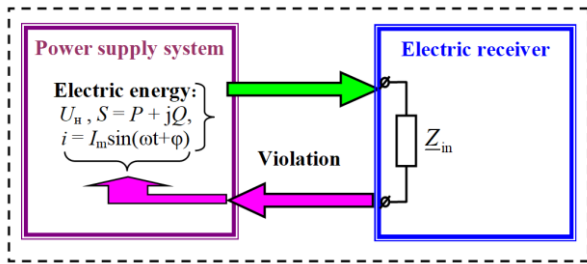 Power supply system
Electric energy:
Uн , S = P + jQ,
i = Iₘsin(ωt+φ)
Violation
Electric receiver
Zin